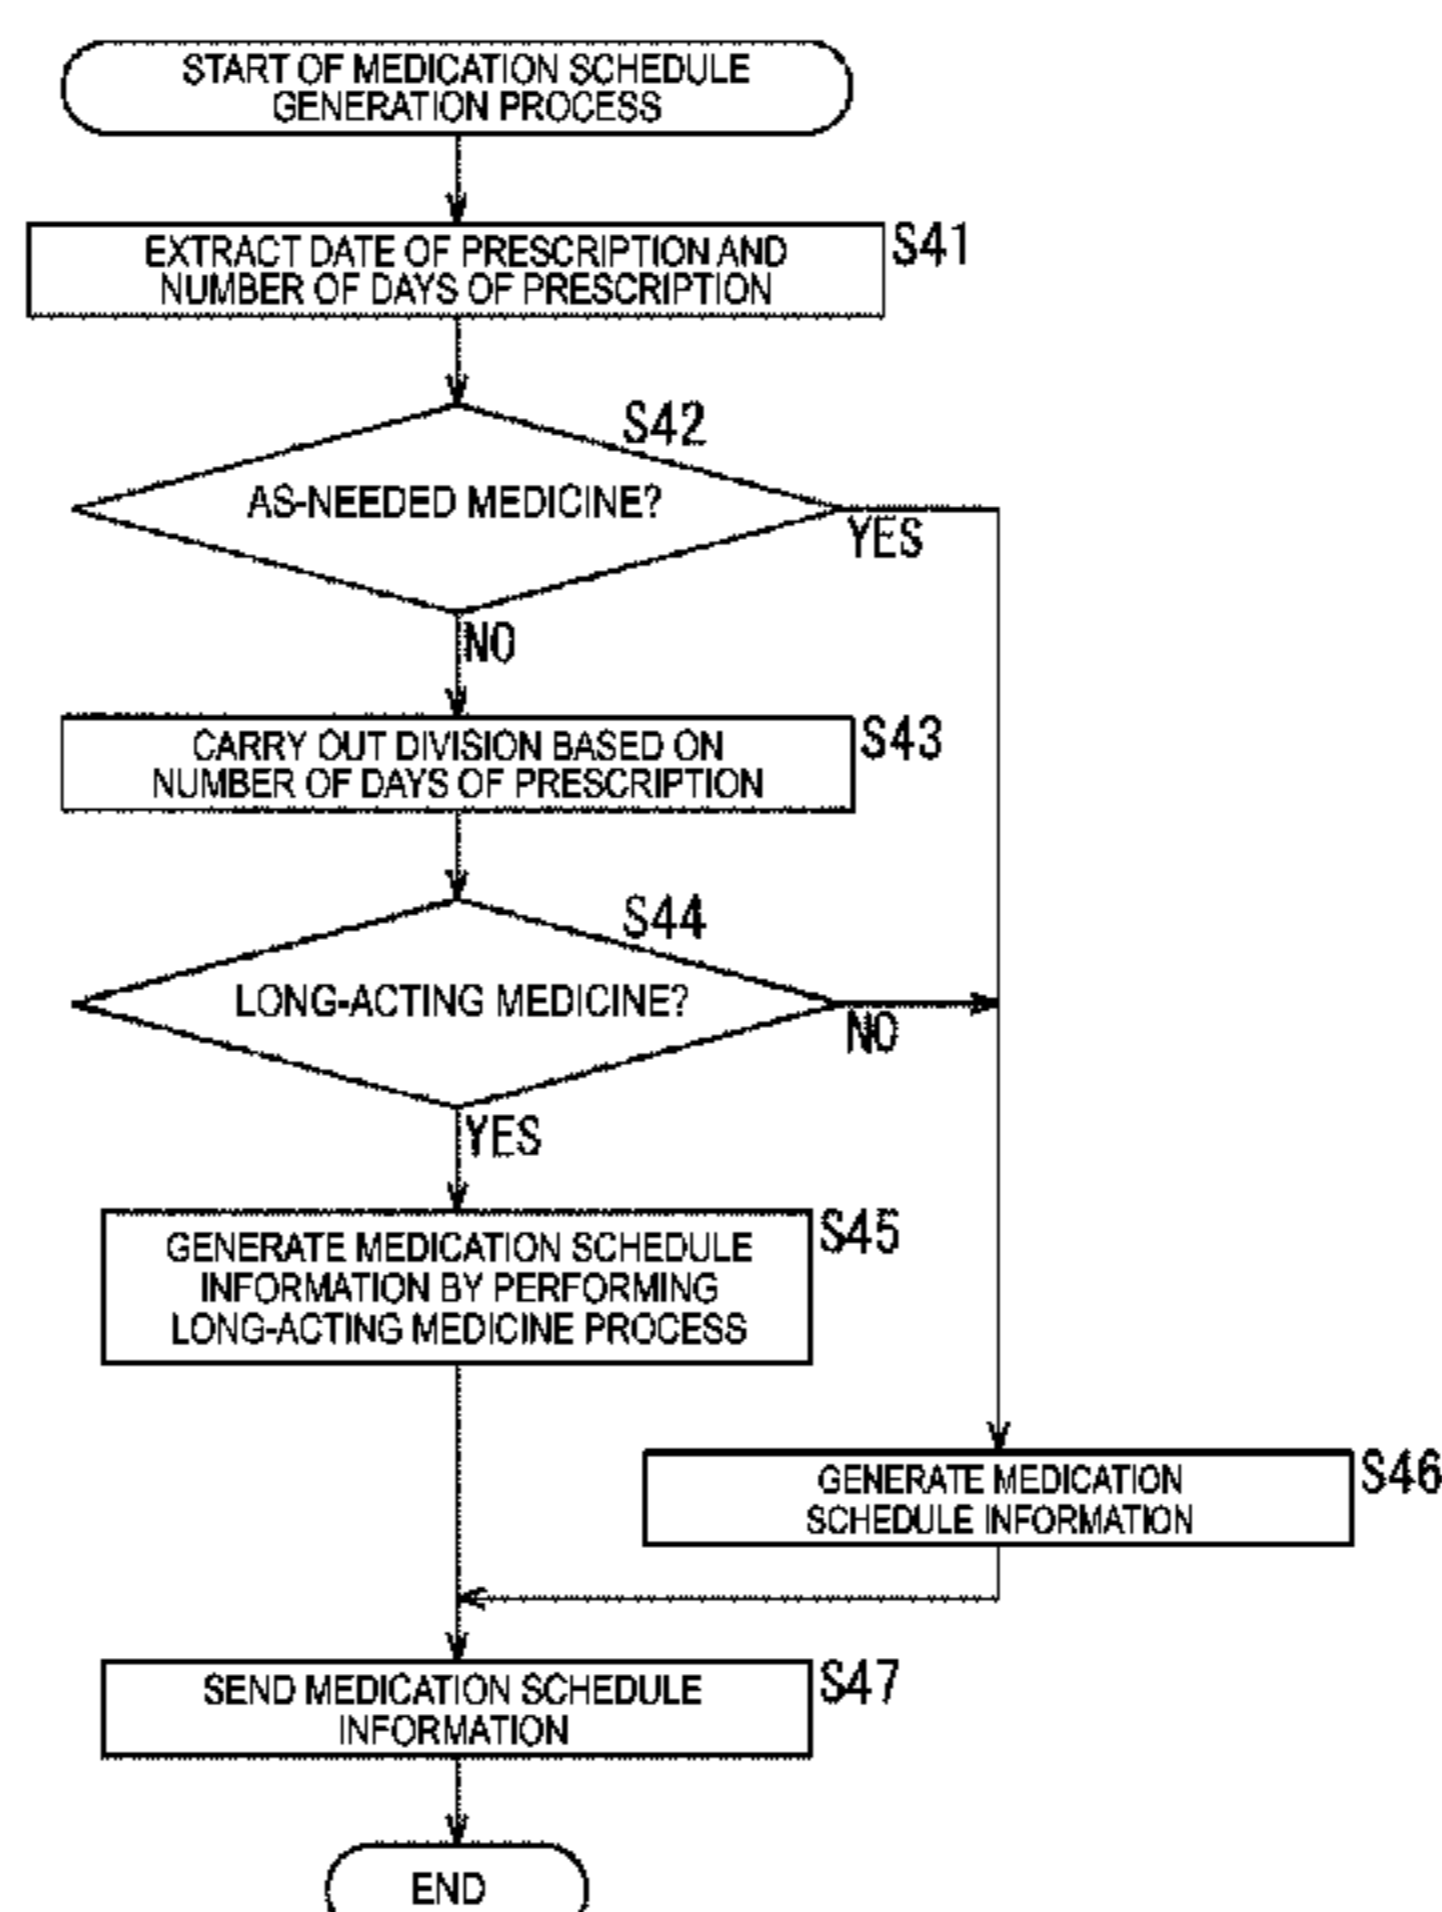 START OF MEDICATION SCHEDULE
GENERATION PROCESS
EXTRACT DATE OF PRESCRIPTION AND
NUMBER OF DAYS OF PRESCRIPTION
S41
S42
AS-NEEDED MEDICINE?
YES
NO
CARRY OUT DIVISION BASED ON
NUMBER OF DAYS OF PRESCRIPTION
S43
S44
LONG-ACTING MEDICINE?
NO
YES
GENERATE MEDICATION SCHEDULE
INFORMATION BY PERFORMING
LONG-ACTING MEDICINE PROCESS
S45
GENERATE MEDICATION
SCHEDULE INFORMATION
S46
SEND MEDICATION SCHEDULE
INFORMATION
S47
END